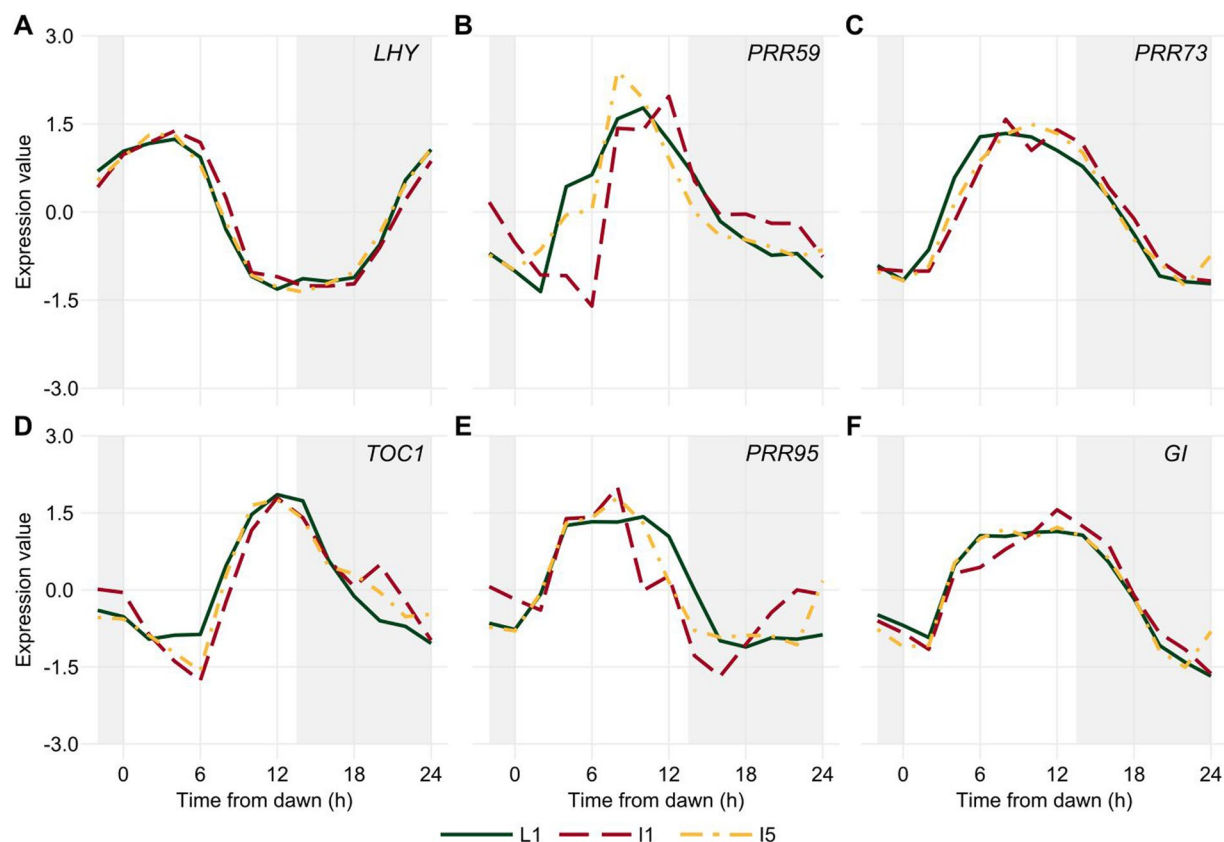 A B C
3.0
LHY PRR59 PRR73
1.5
0.0
-1.5
-3.0
Expression value
D E F
3.0
TOC1 PRR95 GI
1.5
0.0
-1.5
-3.0
Expression value
0 6 12 18 24 0 6 12 18 24 0 6 12 18 24
Time from dawn (h) Time from dawn (h) Time from dawn (h)
L1 I1 I5